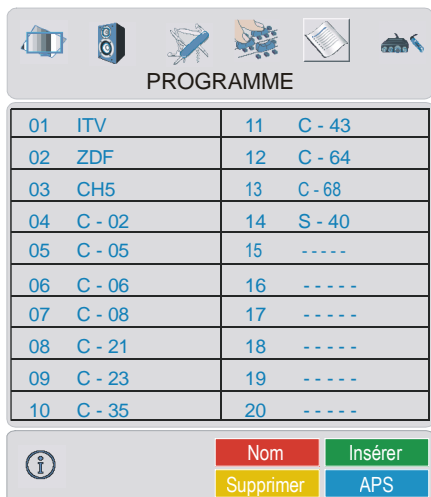 PROGRAMME
01 ITV 11 C - 43
02 ZDF 12 C - 64
03 CH5 13 C - 68
04 C - 02 14 S - 40
05 C - 05 15 - - - - -
06 C - 06 16 - - - - -
07 C - 08 17 - - - - -
08 C - 21 18 - - - - -
09 C - 23 19 - - - - -
10 C - 35 20 - - - - -
Nom Insérer
Supprimer APS